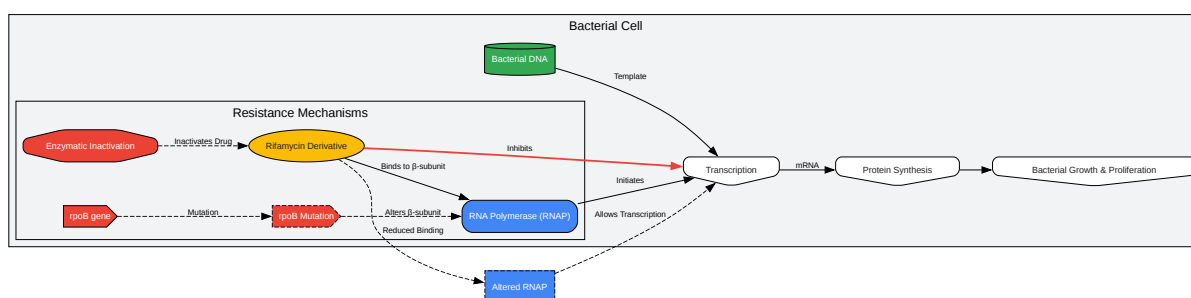 Bacterial Cell
Bacterial DNA
Template
Resistance Mechanisms
Enzymatic Inactivation
Inactivates Drug
Rifamycin Derivative
Inhibits
Binds to β-subunit
Transcription
mRNA
Protein Synthesis
Bacterial Growth & Proliferation
Initiates
rpoB gene
Mutation
rpoB Mutation
Alters β-subunit
RNA Polymerase (RNAP)
Allows Transcription
Reduced Binding
Altered RNAP